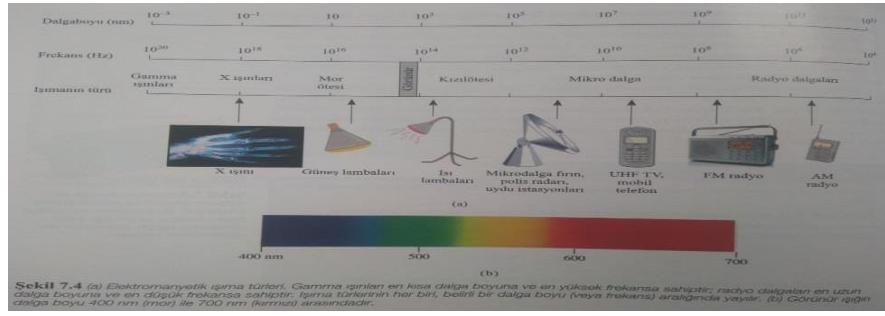 Dalgaboyu (nm) 10⁻³ 10⁻¹ 10 10³ 10⁵ 10⁷ 10⁹ 10¹¹
Frekans (Hz) 10²⁰ 10¹⁸ 10¹⁶ 10¹⁴ 10¹² 10¹⁰ 10⁸ 10⁶ 10⁴
Işımanın türü
Gamma
ışınları
X ışınları
Mor
ötesi
Görünür
Kızılötesi
Mikro dalga
Radyo dalgaları
X ışını
Güneş lambaları
Isı
lambaları
Mikrodalga fırın,
polis radarı,
uydu istasyonları
UHF TV,
mobil
telefon
FM radyo
AM
radyo
(a)
400 nm 500 600 700
(b)
Şekil 7.4 (a) Elektromanyetik ışıma türleri. Gamma ışınları en kısa dalga boyuna ve en yüksek frekansa sahiptir; radyo dalgaları en uzun
dalga boyuna ve en düşük frekansa sahiptir. Işıma türlerinin her biri, belirli bir dalga boyu (veya frekans) aralığında yayılır. (b) Görünür ışığın
dalga boyu 400 nm (mor) ile 700 nm (kırmızı) arasındadır.